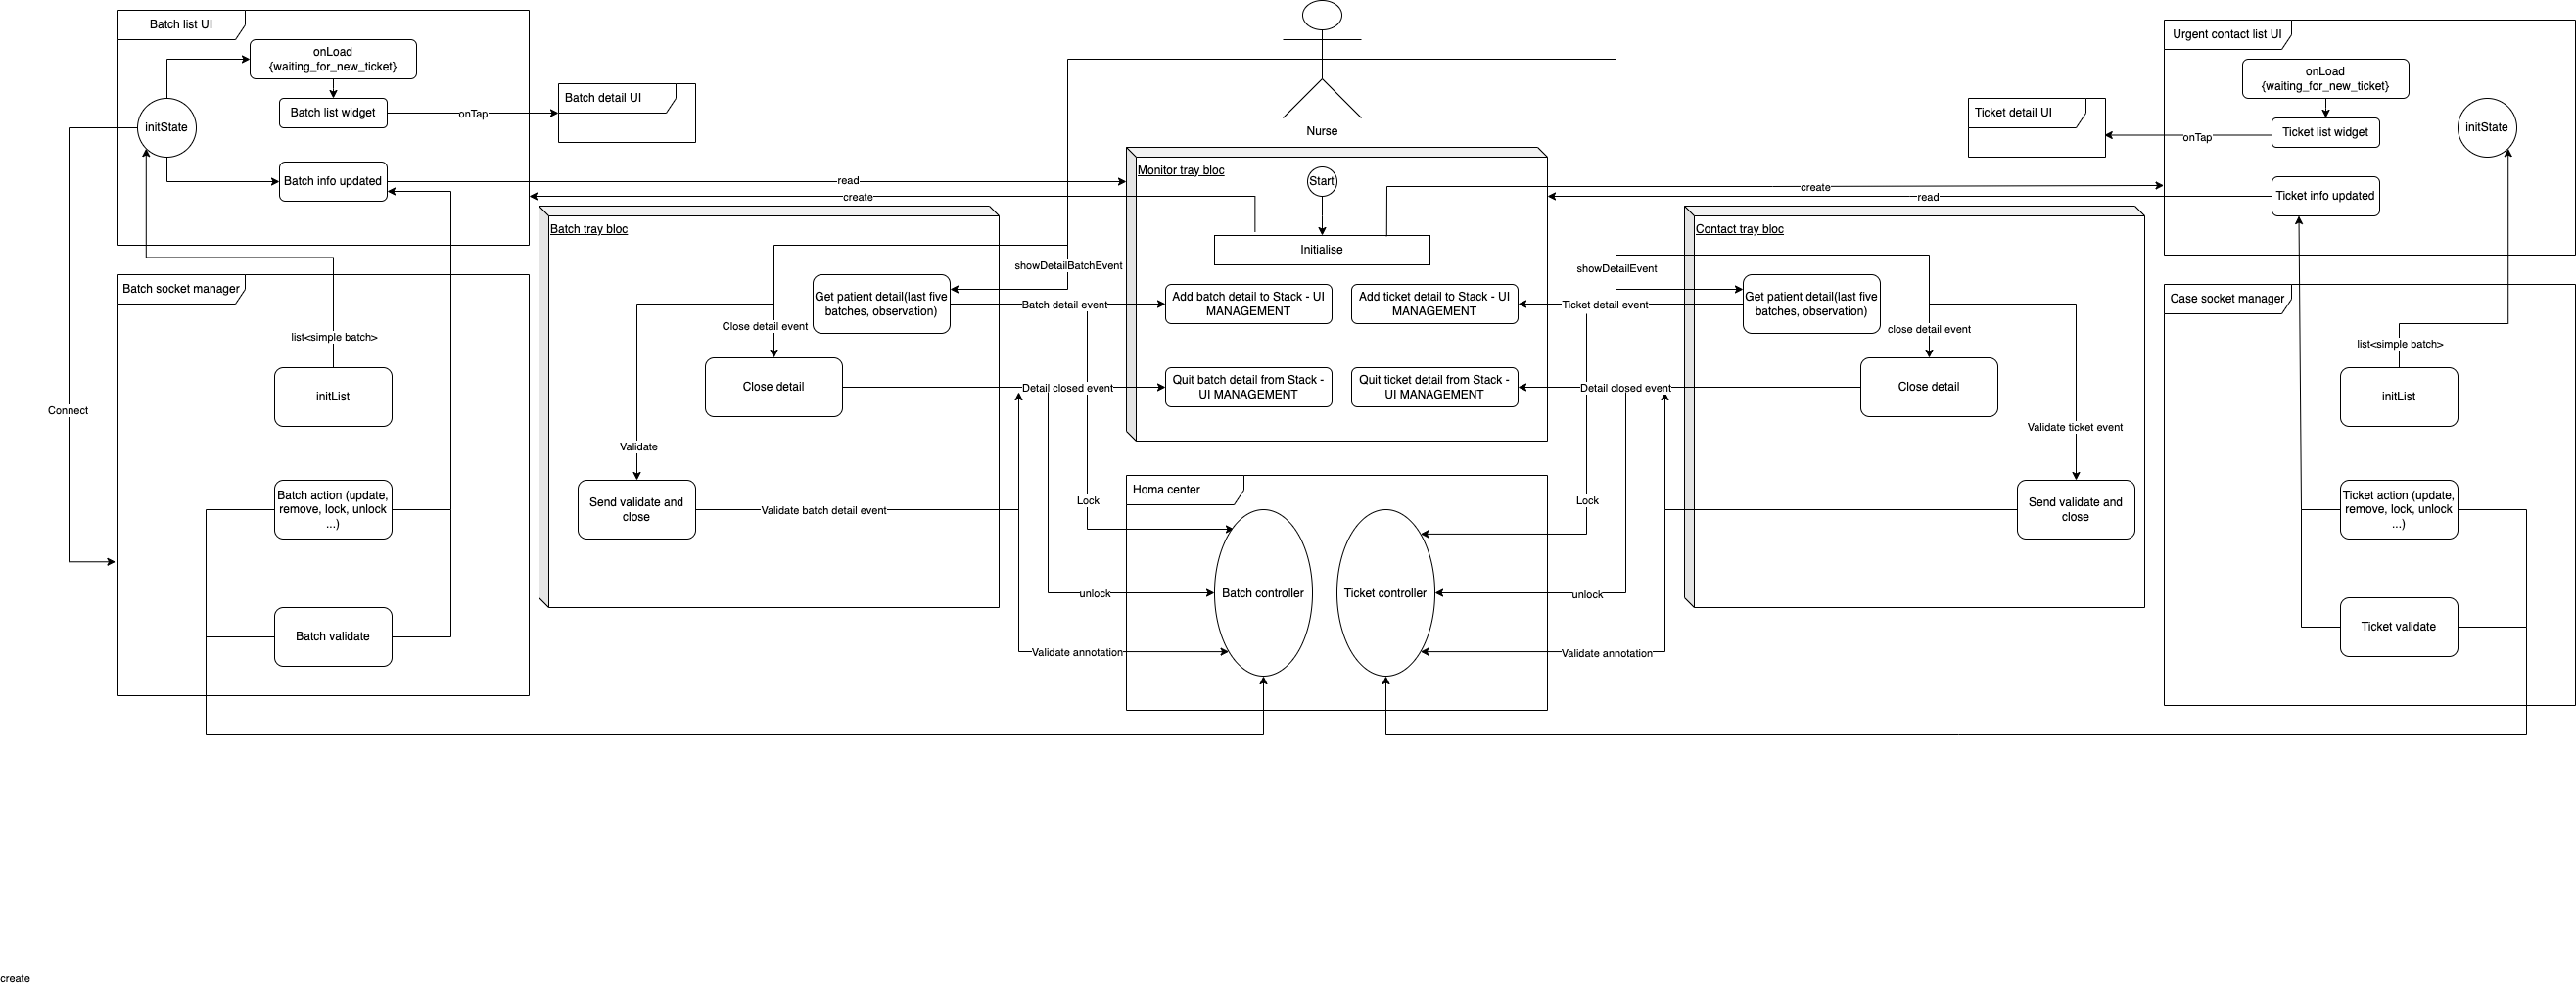 Batch list UI
onLoad
{waiting_for_new_ticket}
Batch list widget
initState
Batch info updated
onTap
Batch detail UI
Connect
read
create
Batch socket manager
list<simple batch>
initList
Batch action (update,
remove, lock, unlock
...)
Batch validate
Batch tray bloc
showDetailBatchEvent
Get patient detail(last five
batches, observation)
Close detail event
Close detail
Validate
Send validate and
close
Validate batch detail event
Batch detail event
Detail closed event
Lock
unlock
Validate annotation
Nurse
Monitor tray bloc
Start
Initialise
Add batch detail to Stack - UI
MANAGEMENT
Add ticket detail to Stack - UI
MANAGEMENT
Quit batch detail from Stack -
UI MANAGEMENT
Quit ticket detail from Stack -
UI MANAGEMENT
Homa center
Batch controller
Ticket controller
create
read
showDetailEvent
Ticket detail event
Detail closed event
Lock
unlock
Validate annotation
Contact tray bloc
Get patient detail(last five
batches, observation)
close detail event
Close detail
Validate ticket event
Send validate and
close
Ticket detail UI
onTap
Urgent contact list UI
onLoad
{waiting_for_new_ticket}
Ticket list widget
initState
Ticket info updated
Case socket manager
list<simple batch>
initList
Ticket action (update,
remove, lock, unlock
...)
Ticket validate
create